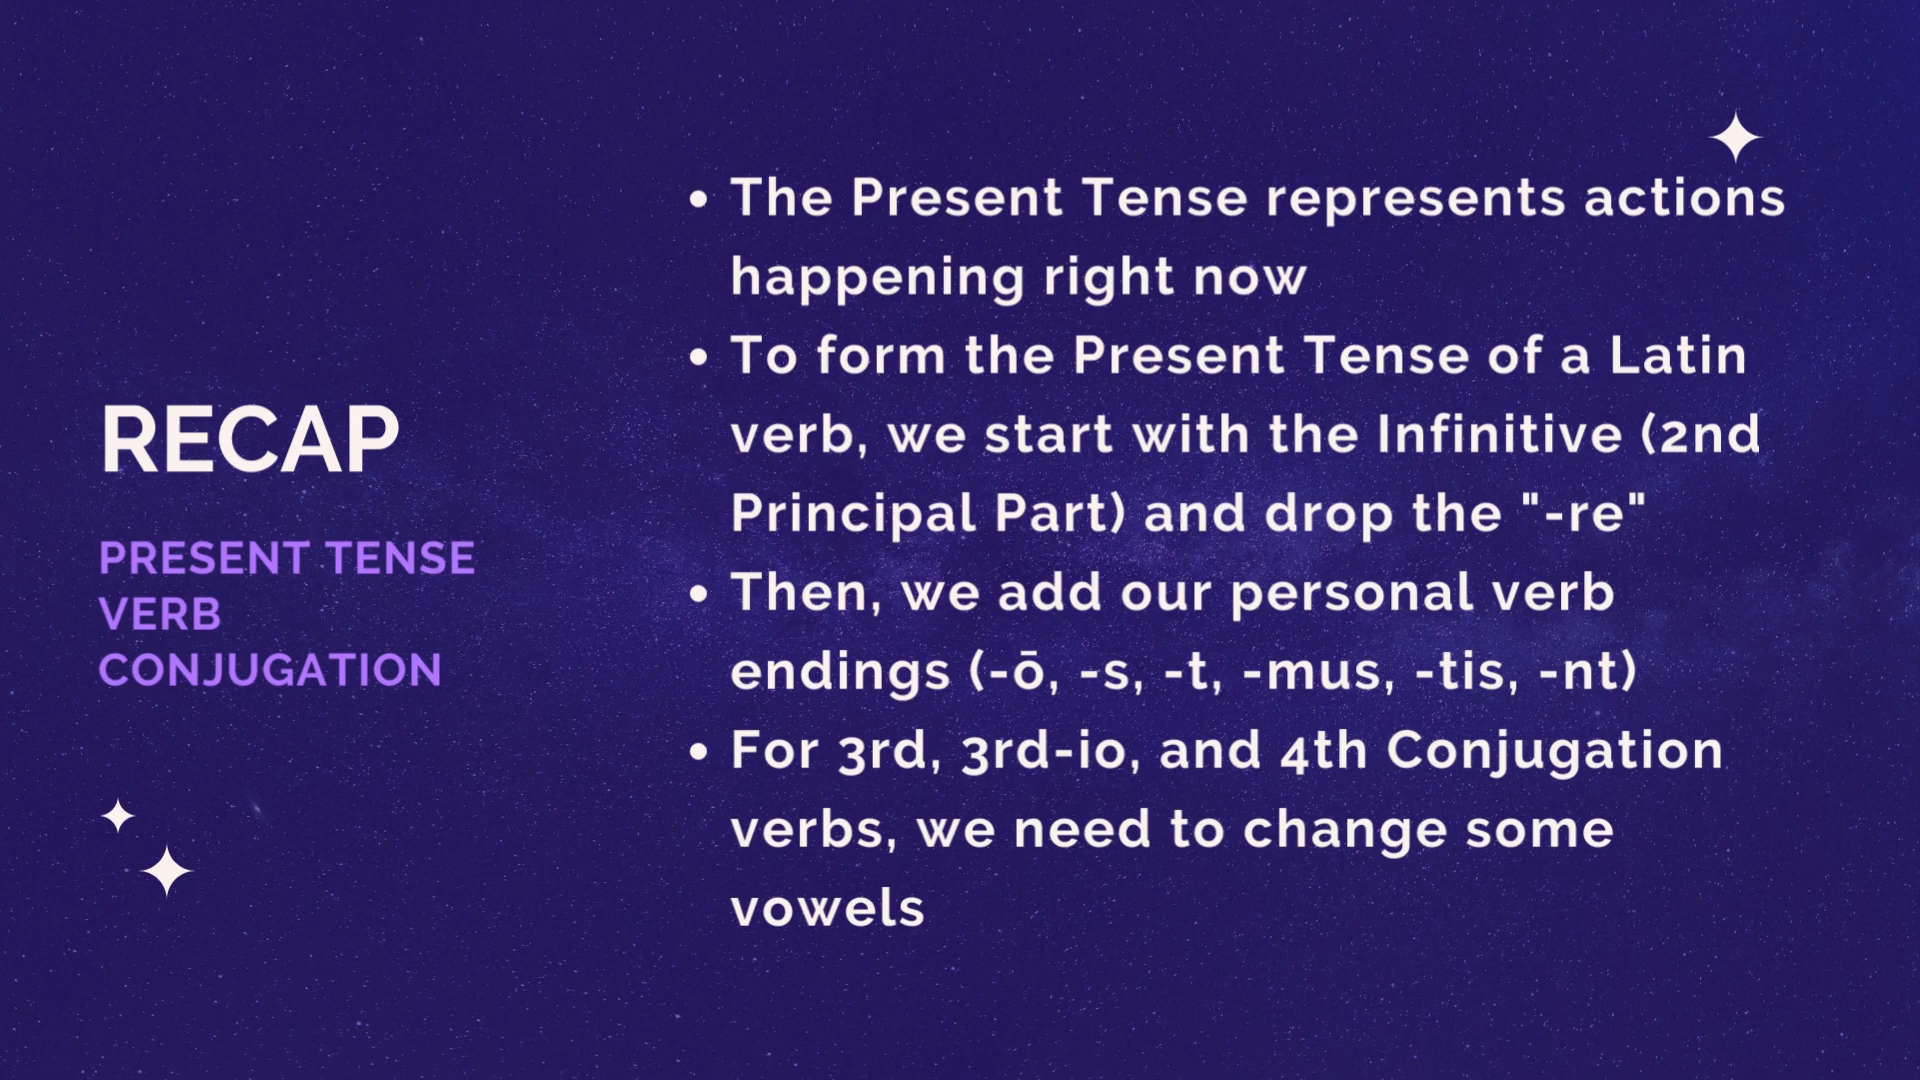 RECAP
PRESENT TENSE
VERB
CONJUGATION
• The Present Tense represents actions
happening right now
• To form the Present Tense of a Latin
verb, we start with the Infinitive (2nd
Principal Part) and drop the "-re"
• Then, we add our personal verb
endings (-ō, -s, -t, -mus, -tis, -nt)
• For 3rd, 3rd-io, and 4th Conjugation
verbs, we need to change some
vowels